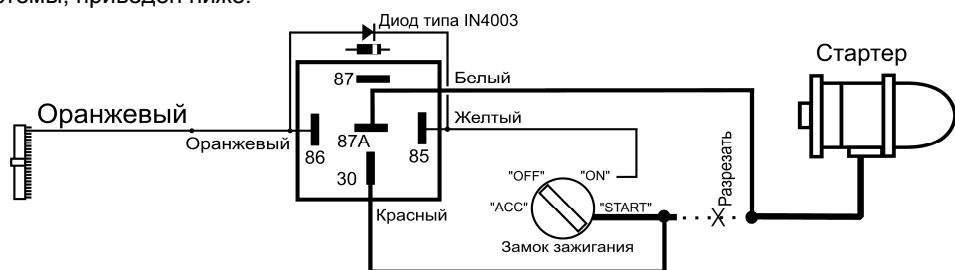 стемы, приведен ниже.
Диод типа IN4003
Стартер
87
Белый
Оранжевый
Желтый
Оранжевый
87A
86
85
30
Разрезать
"OFF"
"ON"
"ACC"
"START"
Красный
Замок зажигания